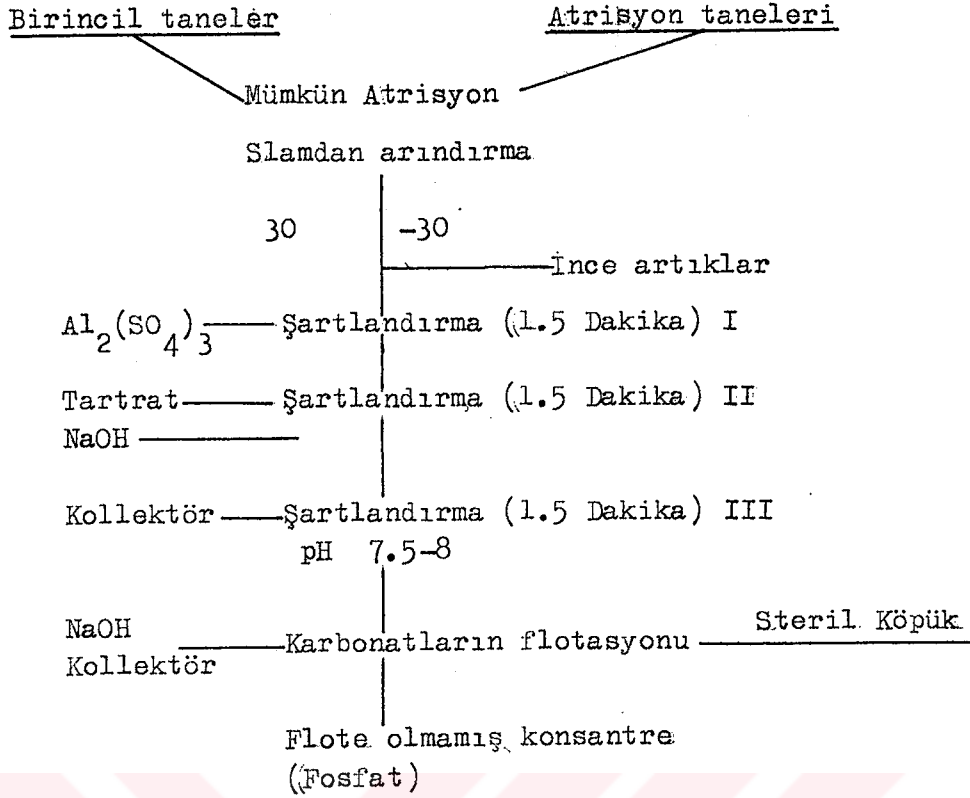 Birincil taneler Atrisyon taneleri
Mümkün Atrisyon
Slamdan arındırma
30 -30
İnce artıklar
Al2(SO4)3 Şartlandırma (1.5 Dakika) I
Tartrat Şartlandırma (1.5 Dakika) II
NaOH
Kollektör Şartlandırma (1.5 Dakika) III
pH 7.5-8
NaOH
Kollektör
Karbonatların flotasyonu
Steril Köpük
Flote olmamış konsantre
(Fosfat)